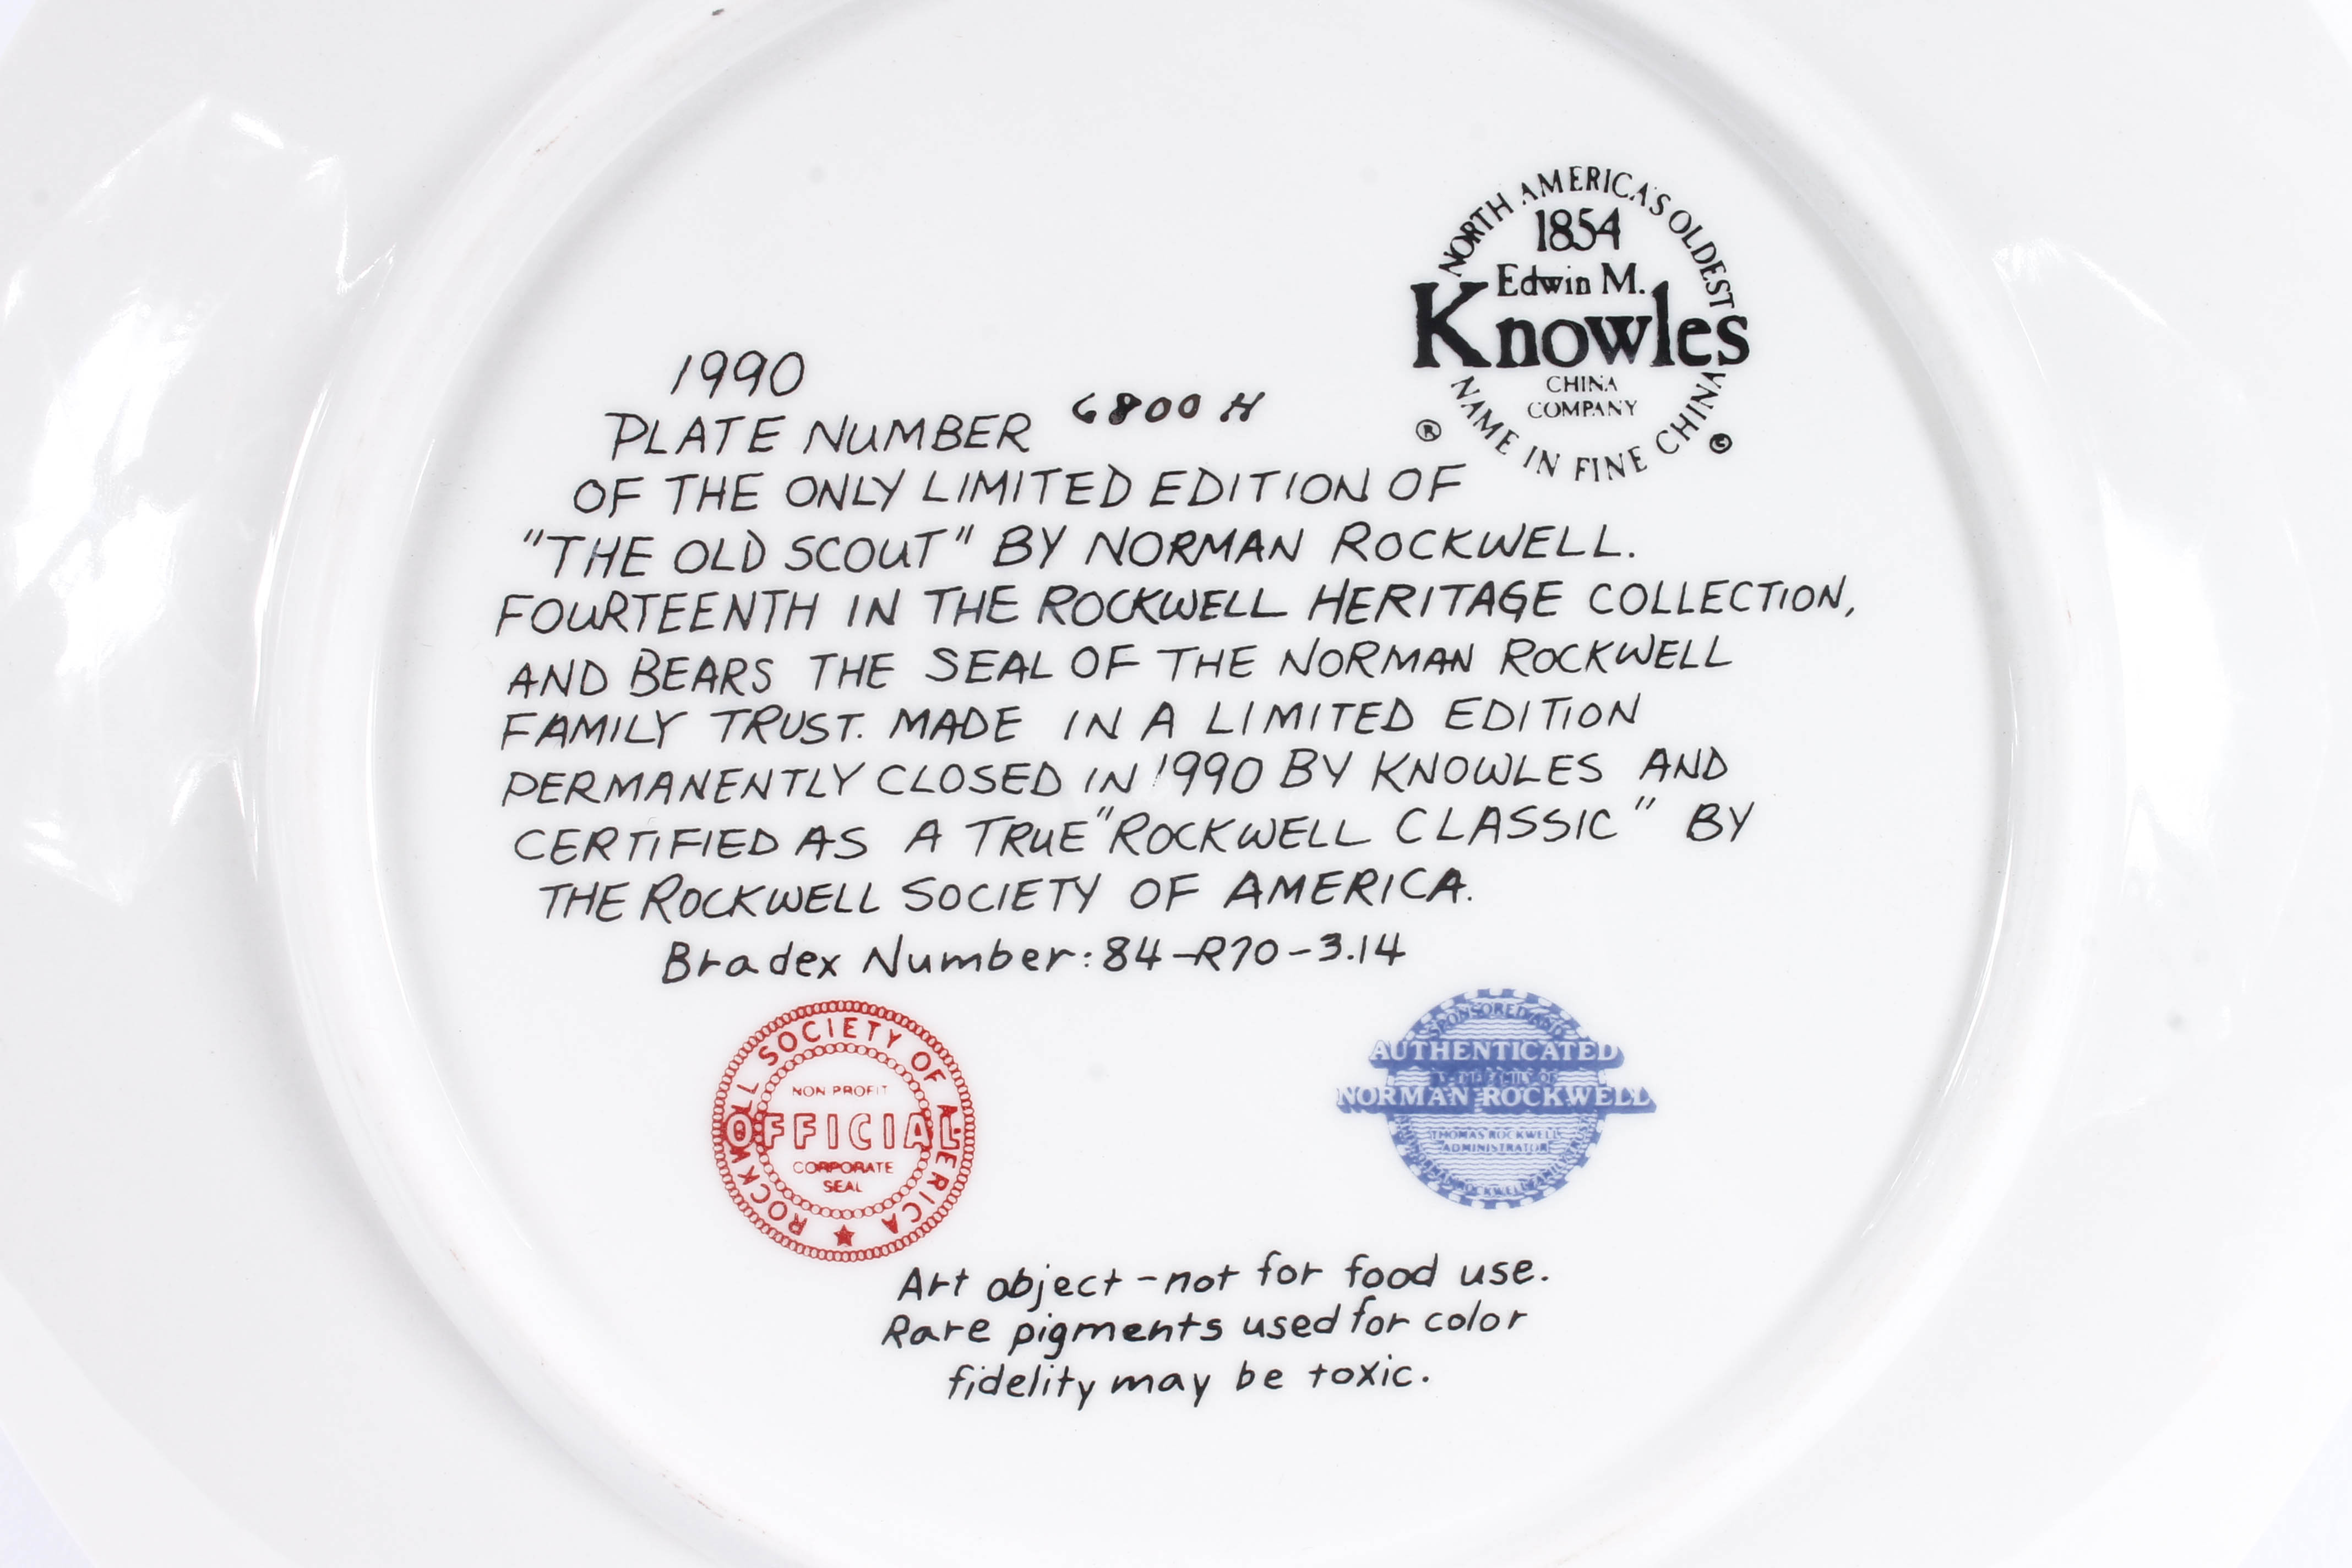 NORTH AMERICA'S OLDEST
1854
Edwin M.
Knowles
CHINA
COMPANY
NAME IN FINE CHINA
® ©
1990
PLATE NUMBER 6800 H
OF THE ONLY LIMITED EDITION OF
"THE OLD SCOUT" BY NORMAN ROCKWELL.
FOURTEENTH IN THE ROCKWELL HERITAGE COLLECTION,
AND BEARS THE SEAL OF THE NORMAN ROCKWELL
FAMILY TRUST. MADE IN A LIMITED EDITION
PERMANENTLY CLOSED IN 1990 BY KNOWLES AND
CERTIFIED AS A TRUE "ROCKWELL CLASSIC" BY
THE ROCKWELL SOCIETY OF AMERICA.
Bradex Number: 84-R70-3.14
ROCKWELL SOCIETY OF AMERICA
NON PROFIT
OFFICIAL
CORPORATE
SEAL
SPONSORED AND
AUTHENTICATED
NORMAN ROCKWELL
THOMAS ROCKWELL
ADMINISTRATOR
Art object - not for food use.
Rare pigments used for color
fidelity may be toxic.